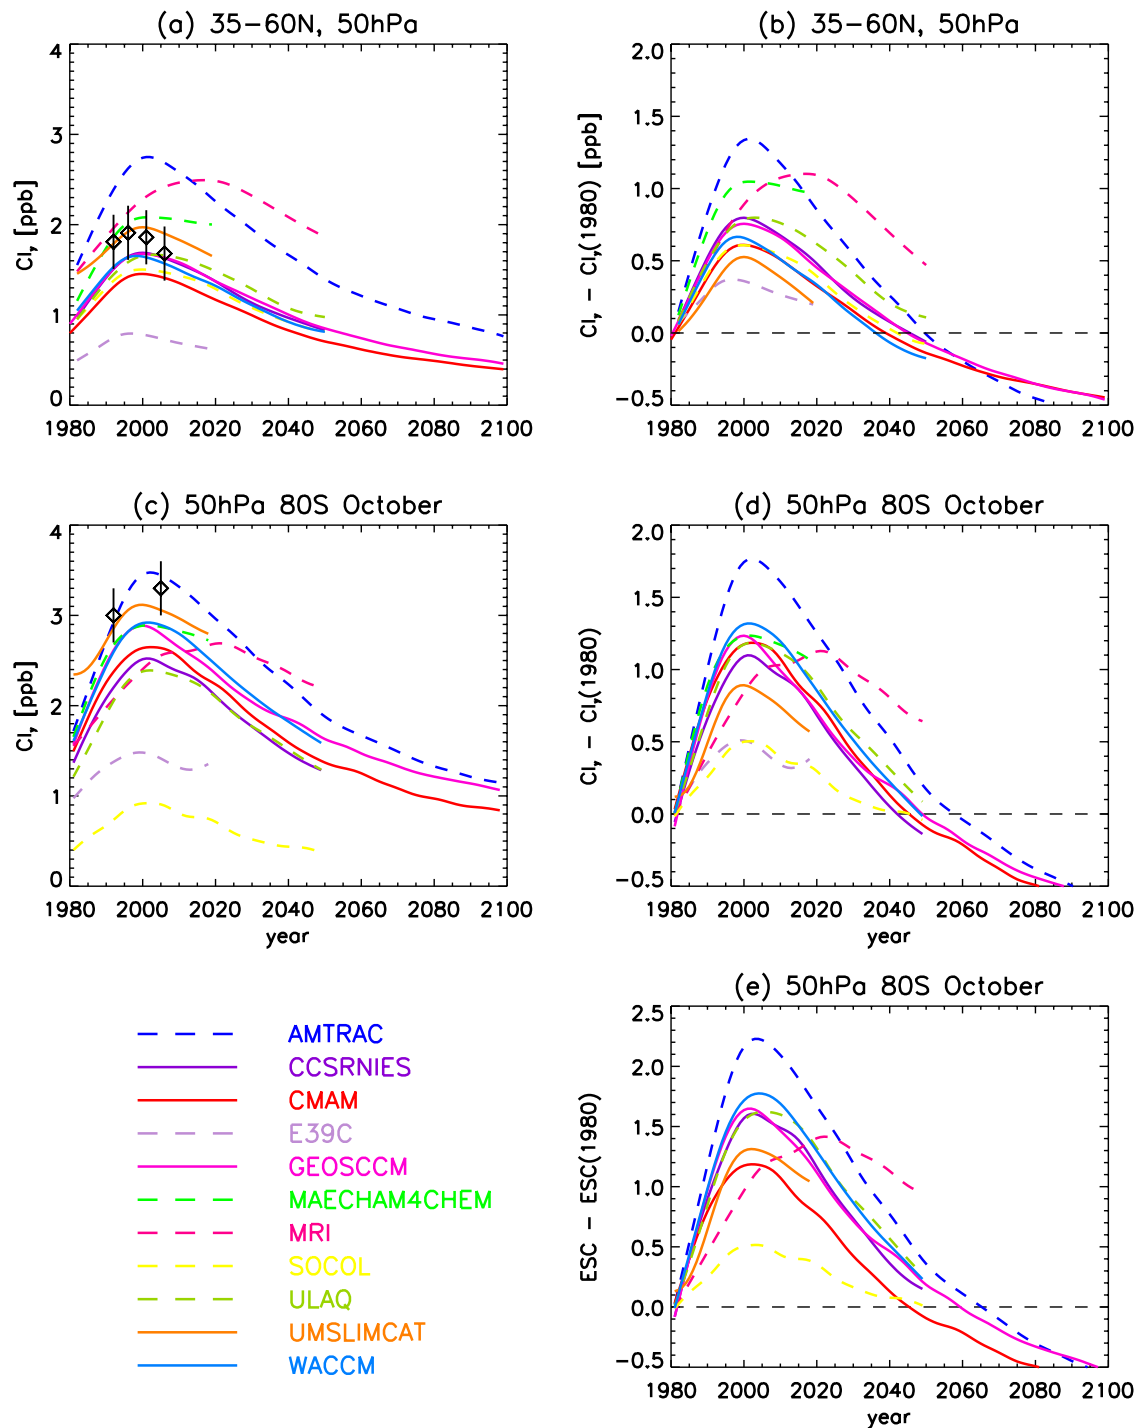 (a) 35-60N, 50hPa
Cl_y [ppb]
4
3
2
1
0
1980 2000 2020 2040 2060 2080 2100
(b) 35-60N, 50hPa
Cl_y - Cl_y(1980) [ppb]
2.0
1.5
1.0
0.5
0.0
-0.5
1980 2000 2020 2040 2060 2080 2100
(c) 50hPa 80S October
Cl_y [ppb]
4
3
2
1
0
1980 2000 2020 2040 2060 2080 2100
year
(d) 50hPa 80S October
Cl_y - Cl_y(1980)
2.0
1.5
1.0
0.5
0.0
-0.5
1980 2000 2020 2040 2060 2080 2100
year
AMTRAC
CCSRNIES
CMAM
E39C
GEOSCCM
MAECHAM4CHEM
MRI
SOCOL
ULAQ
UMSLIMCAT
WACCM
(e) 50hPa 80S October
ESC - ESC(1980)
2.5
2.0
1.5
1.0
0.5
0.0
-0.5
1980 2000 2020 2040 2060 2080 2100
year